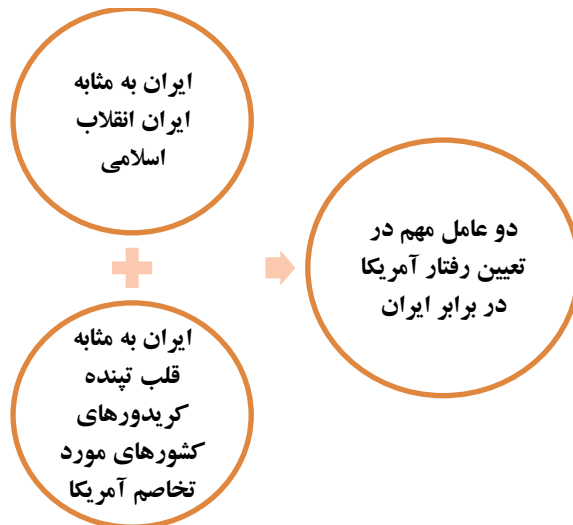 ایران به مثابه
ایران انقلاب
اسلامی
ایران به مثابه
قلب تپنده
کریدورهای
کشورهای مورد
تخاصم آمریکا
دو عامل مهم در
تعیین رفتار آمریکا
در برابر ایران